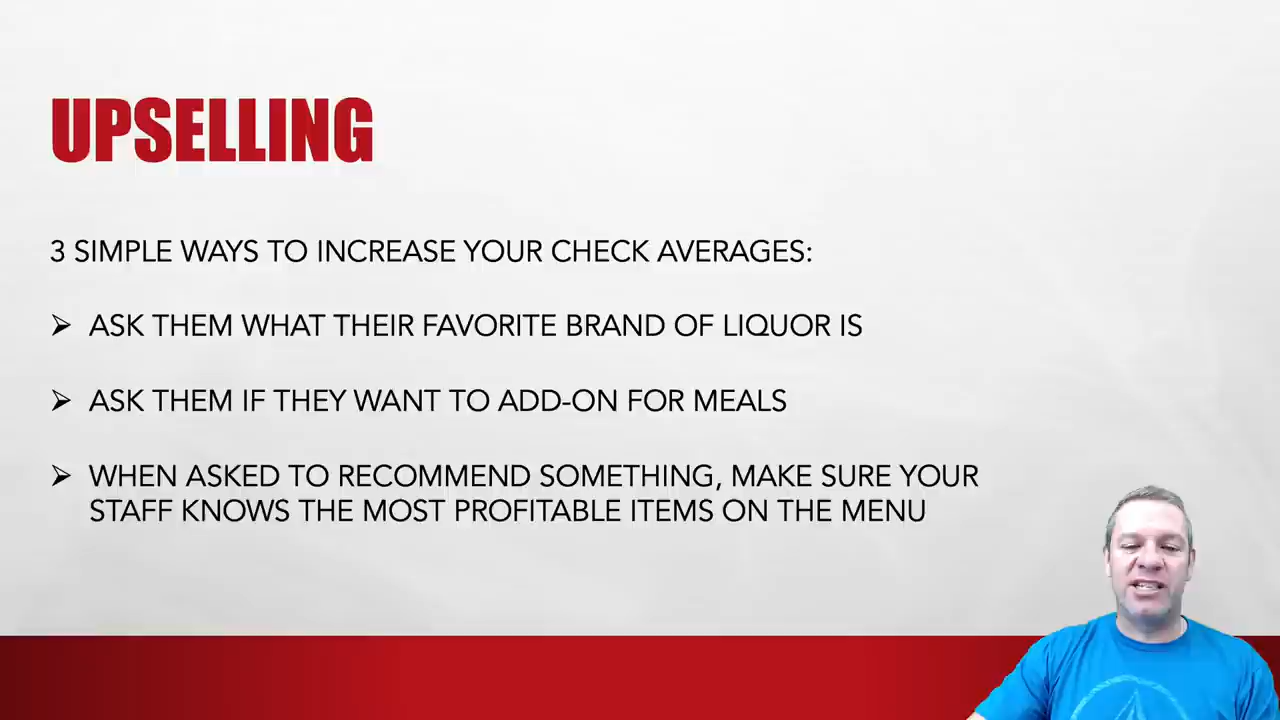 UPSELLING
3 SIMPLE WAYS TO INCREASE YOUR CHECK AVERAGES:
ASK THEM WHAT THEIR FAVORITE BRAND OF LIQUOR IS
ASK THEM IF THEY WANT TO ADD-ON FOR MEALS
WHEN ASKED TO RECOMMEND SOMETHING, MAKE SURE YOUR
STAFF KNOWS THE MOST PROFITABLE ITEMS ON THE MENU